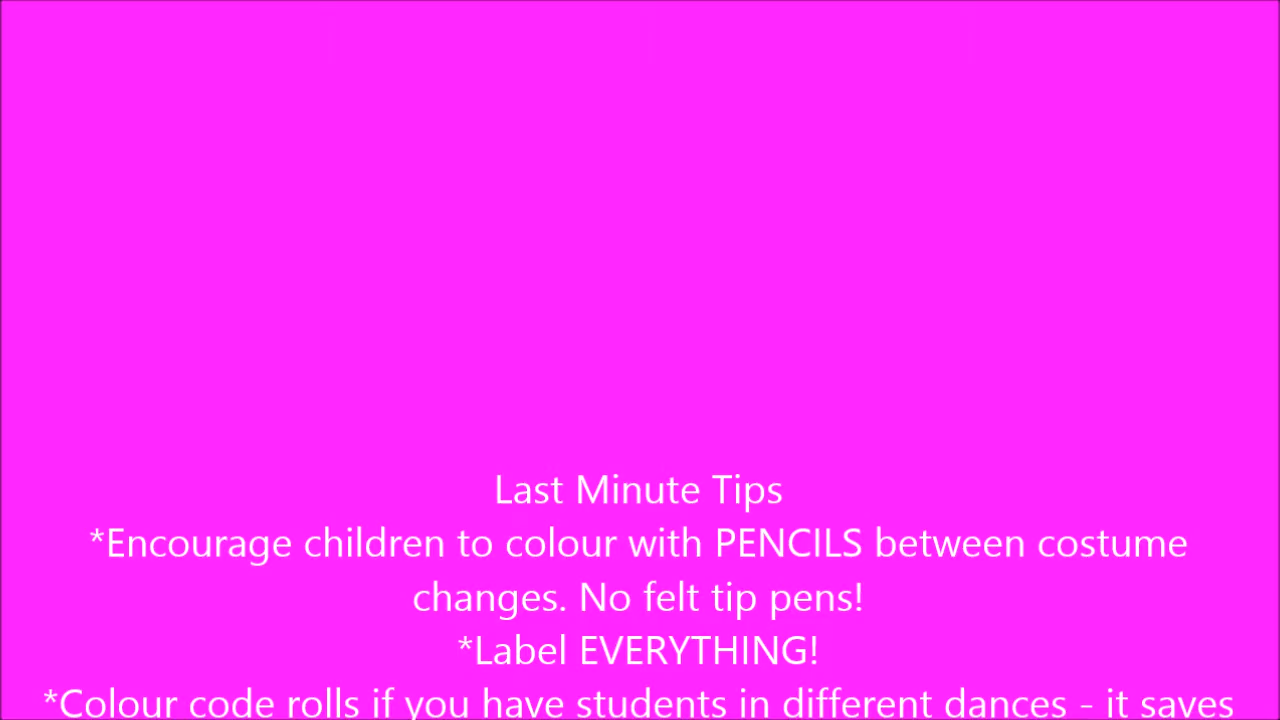 Last Minute Tips
*Encourage children to colour with PENCILS between costume
changes. No felt tip pens!
*Label EVERYTHING!
*Colour code rolls if you have students in different dances - it saves